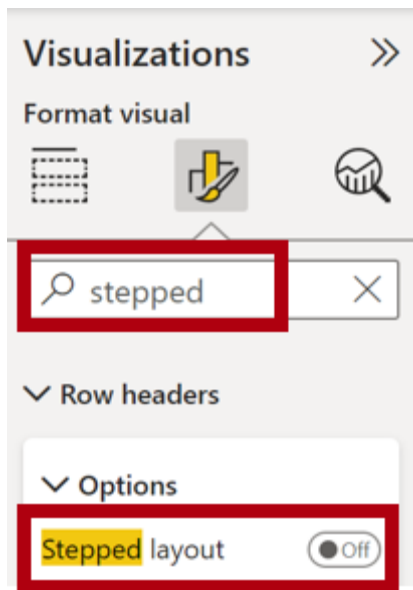 Visualizations
Format visual
stepped
Row headers
Options
Stepped layout Off